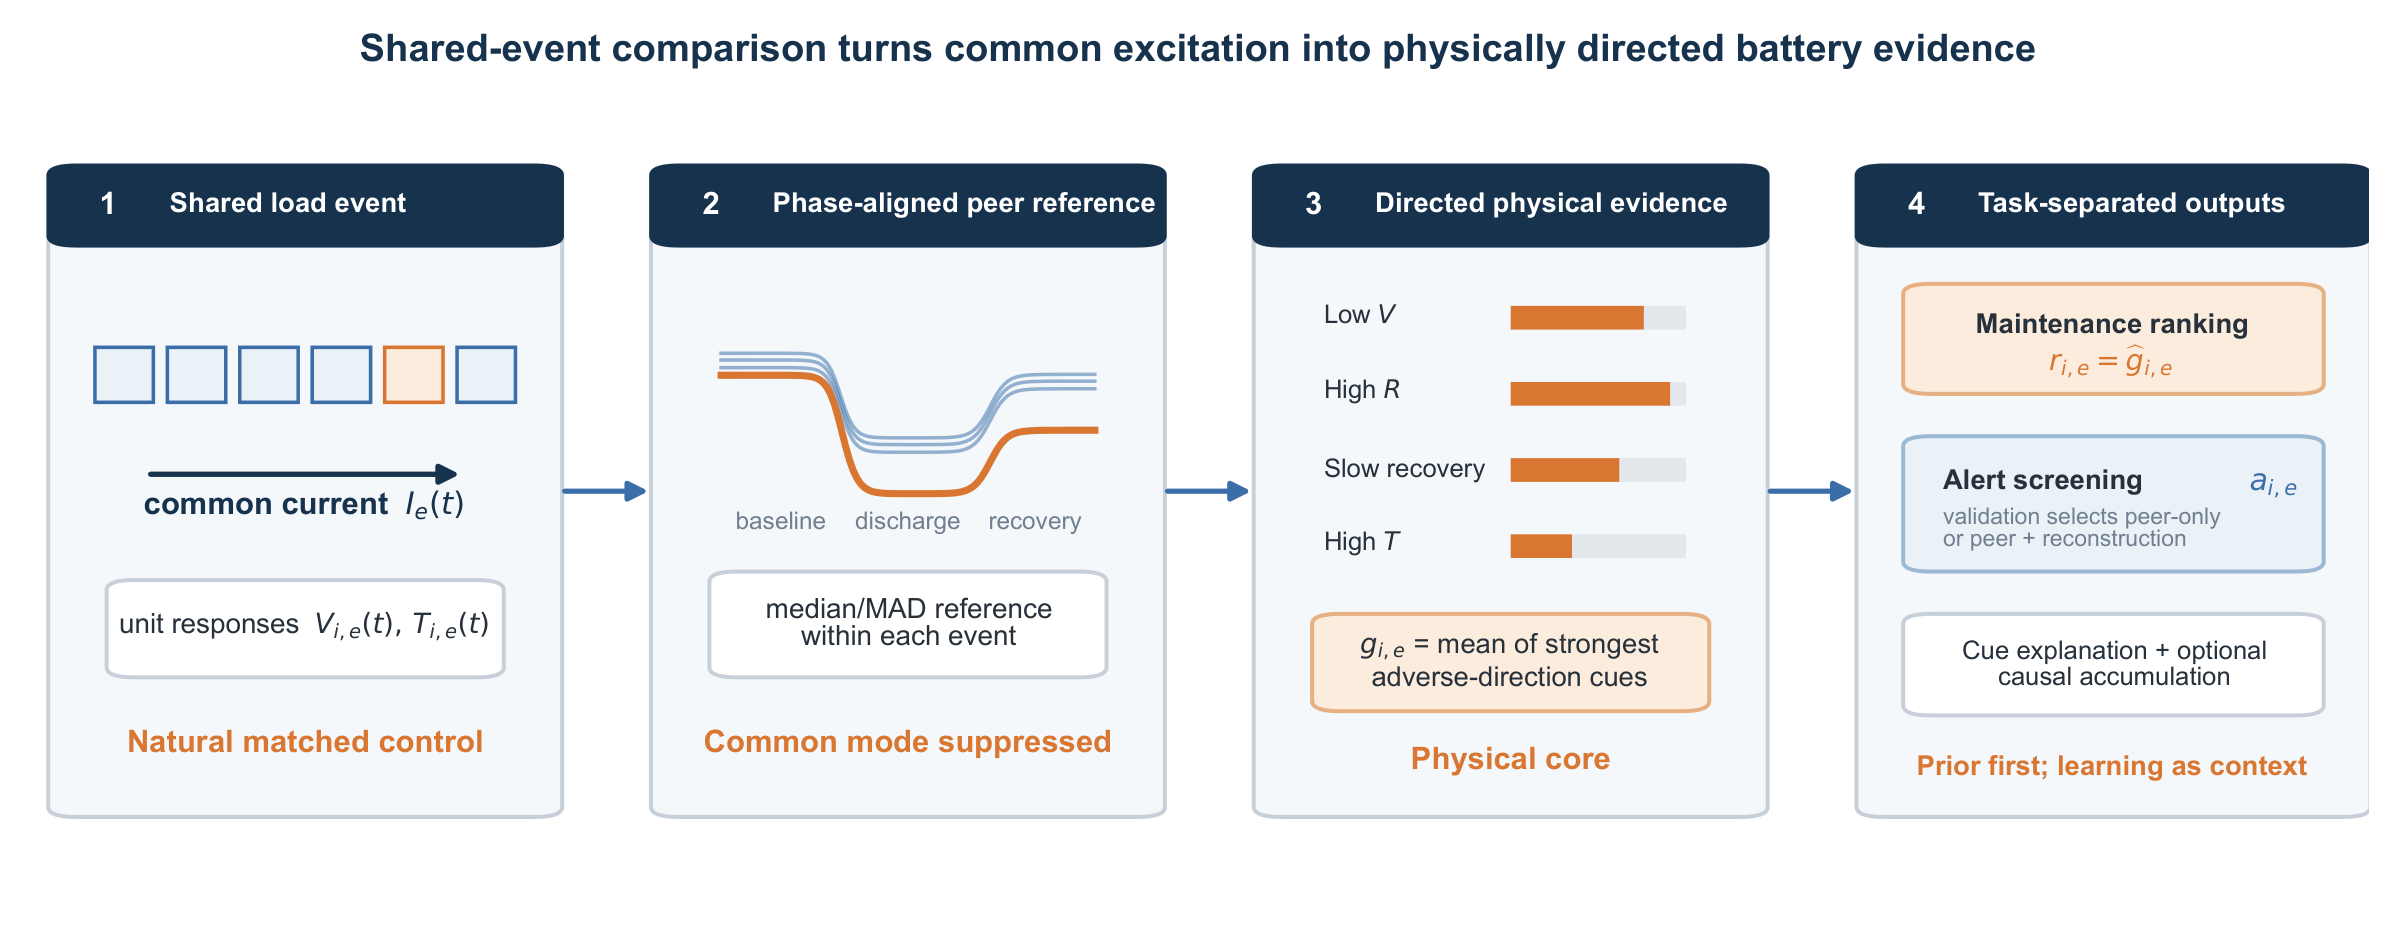 Shared-event comparison turns common excitation into physically directed battery evidence
1 Shared load event
common current I_e(t)
unit responses V_{i,e}(t), T_{i,e}(t)
Natural matched control
2 Phase-aligned peer reference
baseline discharge recovery
median/MAD reference
within each event
Common mode suppressed
3 Directed physical evidence
Low V
High R
Slow recovery
High T
g_{i,e} = mean of strongest
adverse-direction cues
Physical core
4 Task-separated outputs
Maintenance ranking
r_{i,e} = ĝ_{i,e}
Alert screening a_{i,e}
validation selects peer-only
or peer + reconstruction
Cue explanation + optional
causal accumulation
Prior first; learning as context